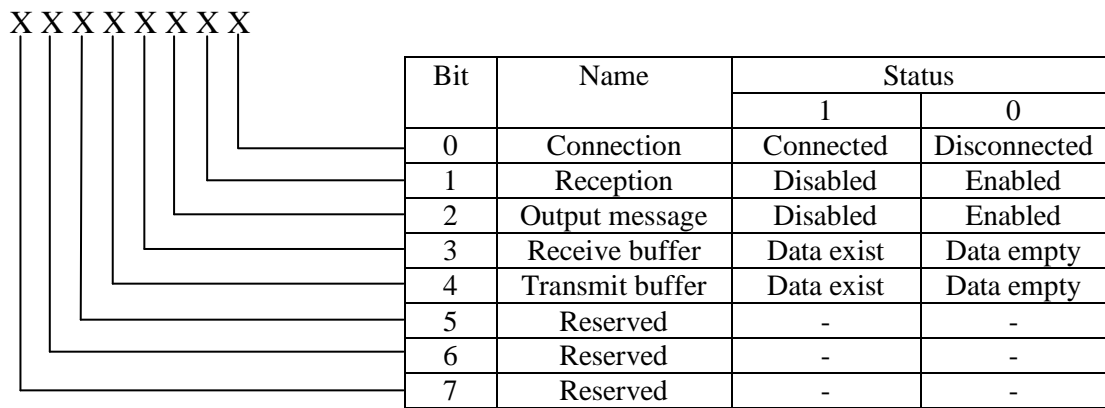 X X X X X X X X
Bit Name Status
1 0
0 Connection Connected Disconnected
1 Reception Disabled Enabled
2 Output message Disabled Enabled
3 Receive buffer Data exist Data empty
4 Transmit buffer Data exist Data empty
5 Reserved - -
6 Reserved - -
7 Reserved - -